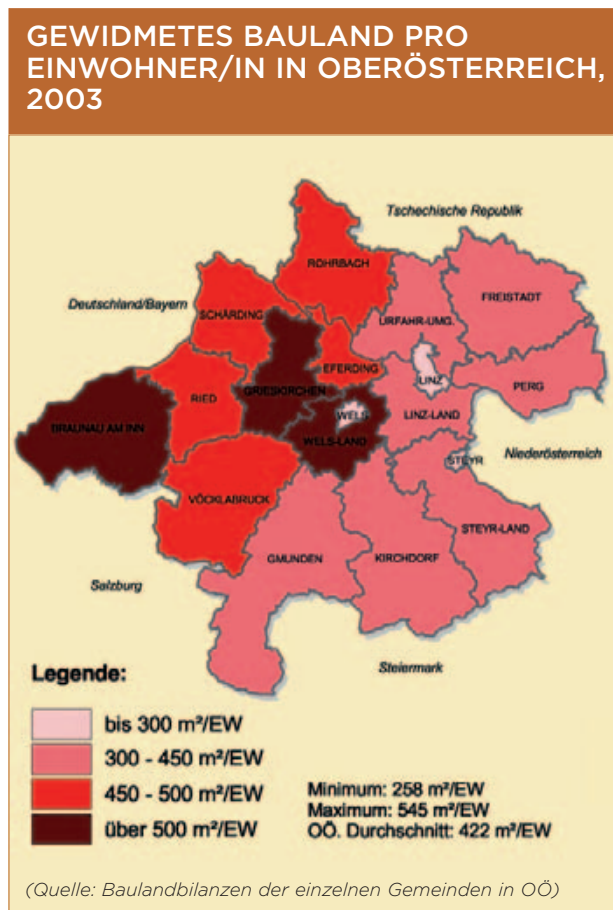 GEWIDMETES BAULAND PRO
EINWOHNER/IN IN OBERÖSTERREICH,
2003
Tschechische Republik
ROHRBACH
FREISTADT
Deutschland/Bayern
SCHÄRDING
URFAHR-UMG.
EFERDING
LINZ
PERG
RIED
GRIESKIRCHEN
WELS
LINZ-LAND
BRAUNAU AM INN
WELS-LAND
Niederösterreich
STEYR
VÖCKLABRUCK
STEYR-LAND
GMUNDEN
KIRCHDORF
Salzburg
Steiermark
Legende:
bis 300 m²/EW
300 - 450 m²/EW
450 - 500 m²/EW
über 500 m²/EW
Minimum: 258 m²/EW
Maximum: 545 m²/EW
OÖ. Durchschnitt: 422 m²/EW
(Quelle: Baulandbilanzen der einzelnen Gemeinden in OÖ)